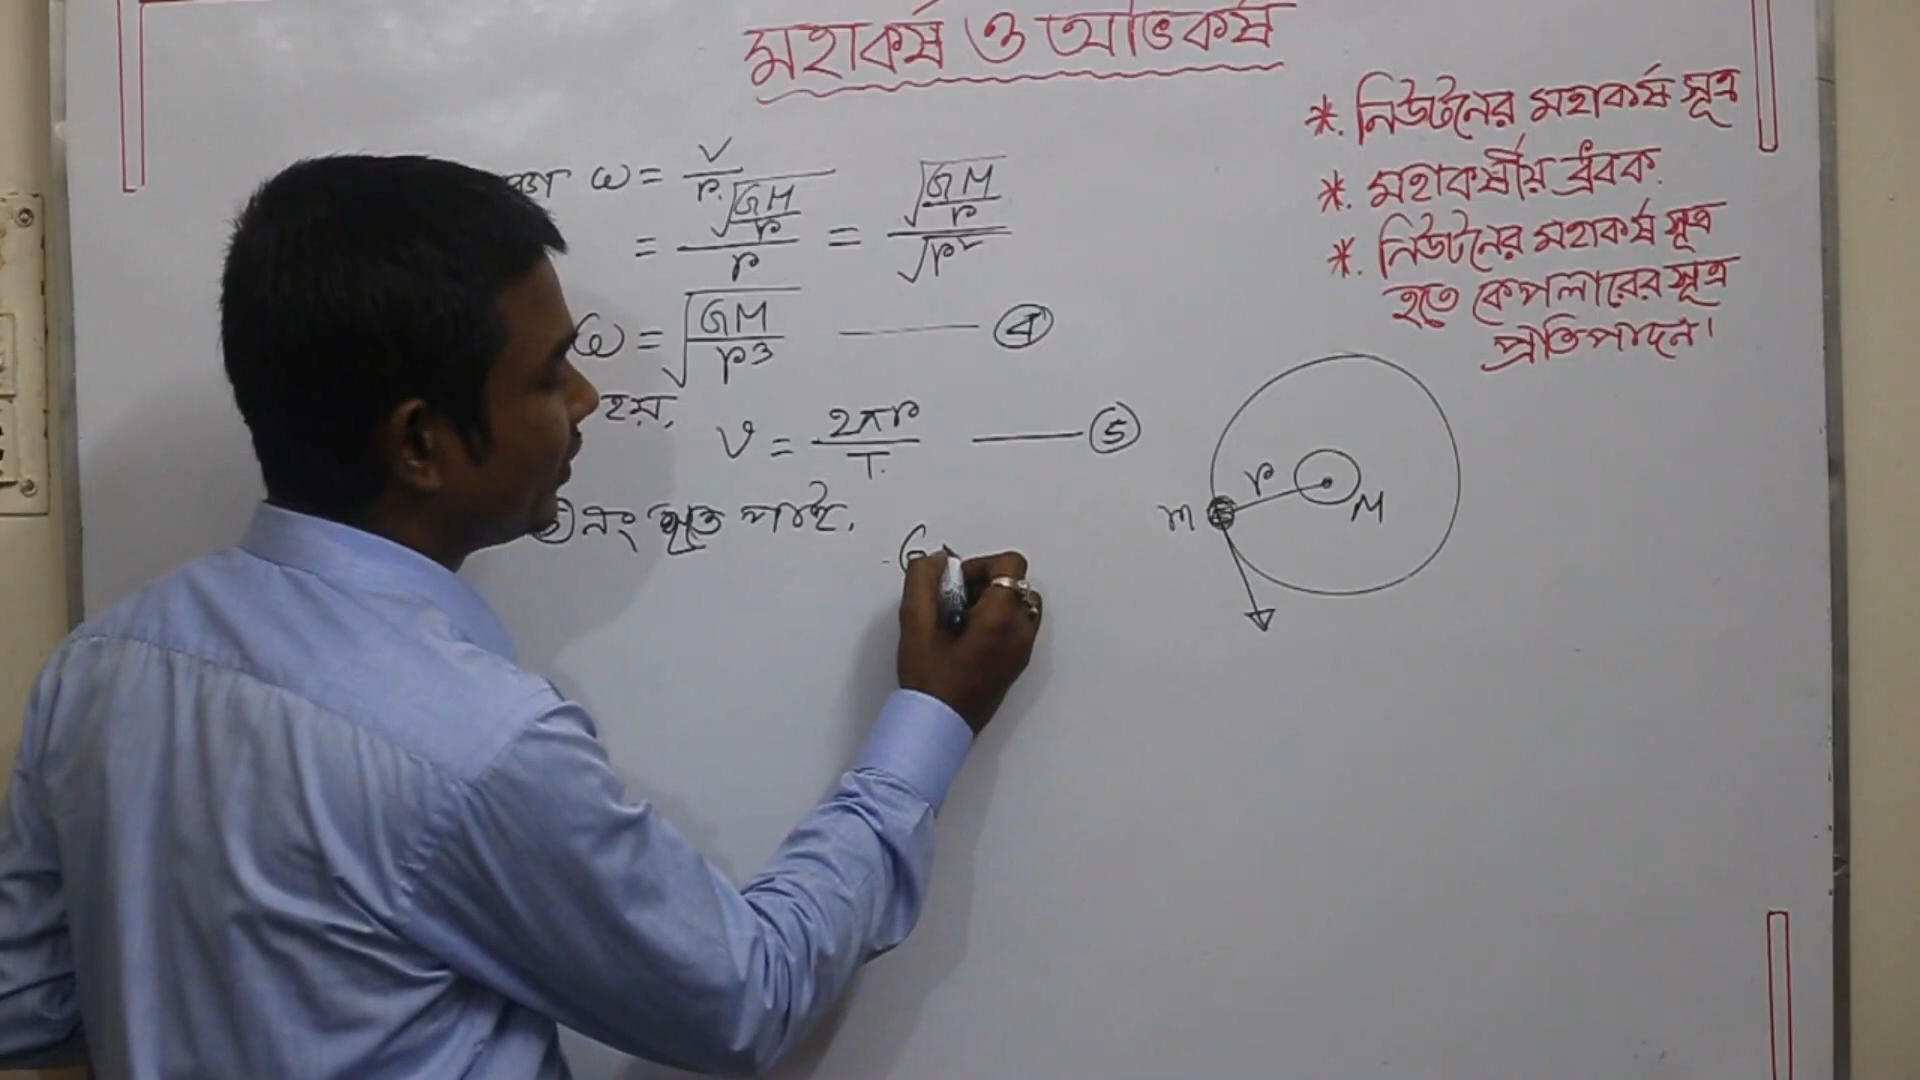 মহাকর্ষ ও অভিকর্ষ
*. নিউটনের মহাকর্ষ সূত্র
*. মহাকর্ষীয় ধ্রুবক.
*. নিউটনের মহাকর্ষ সূত্র
হতে কেপলারের সূত্র
প্রতিপাদন।
ω = v/r.
= √(GM/r)/r = √(GM/r)/√r²
ω = √(GM/r³) —— ④
হয়,
v = 2πr/T. —— ⑤
নং হতে পাই,
G
r
m
M